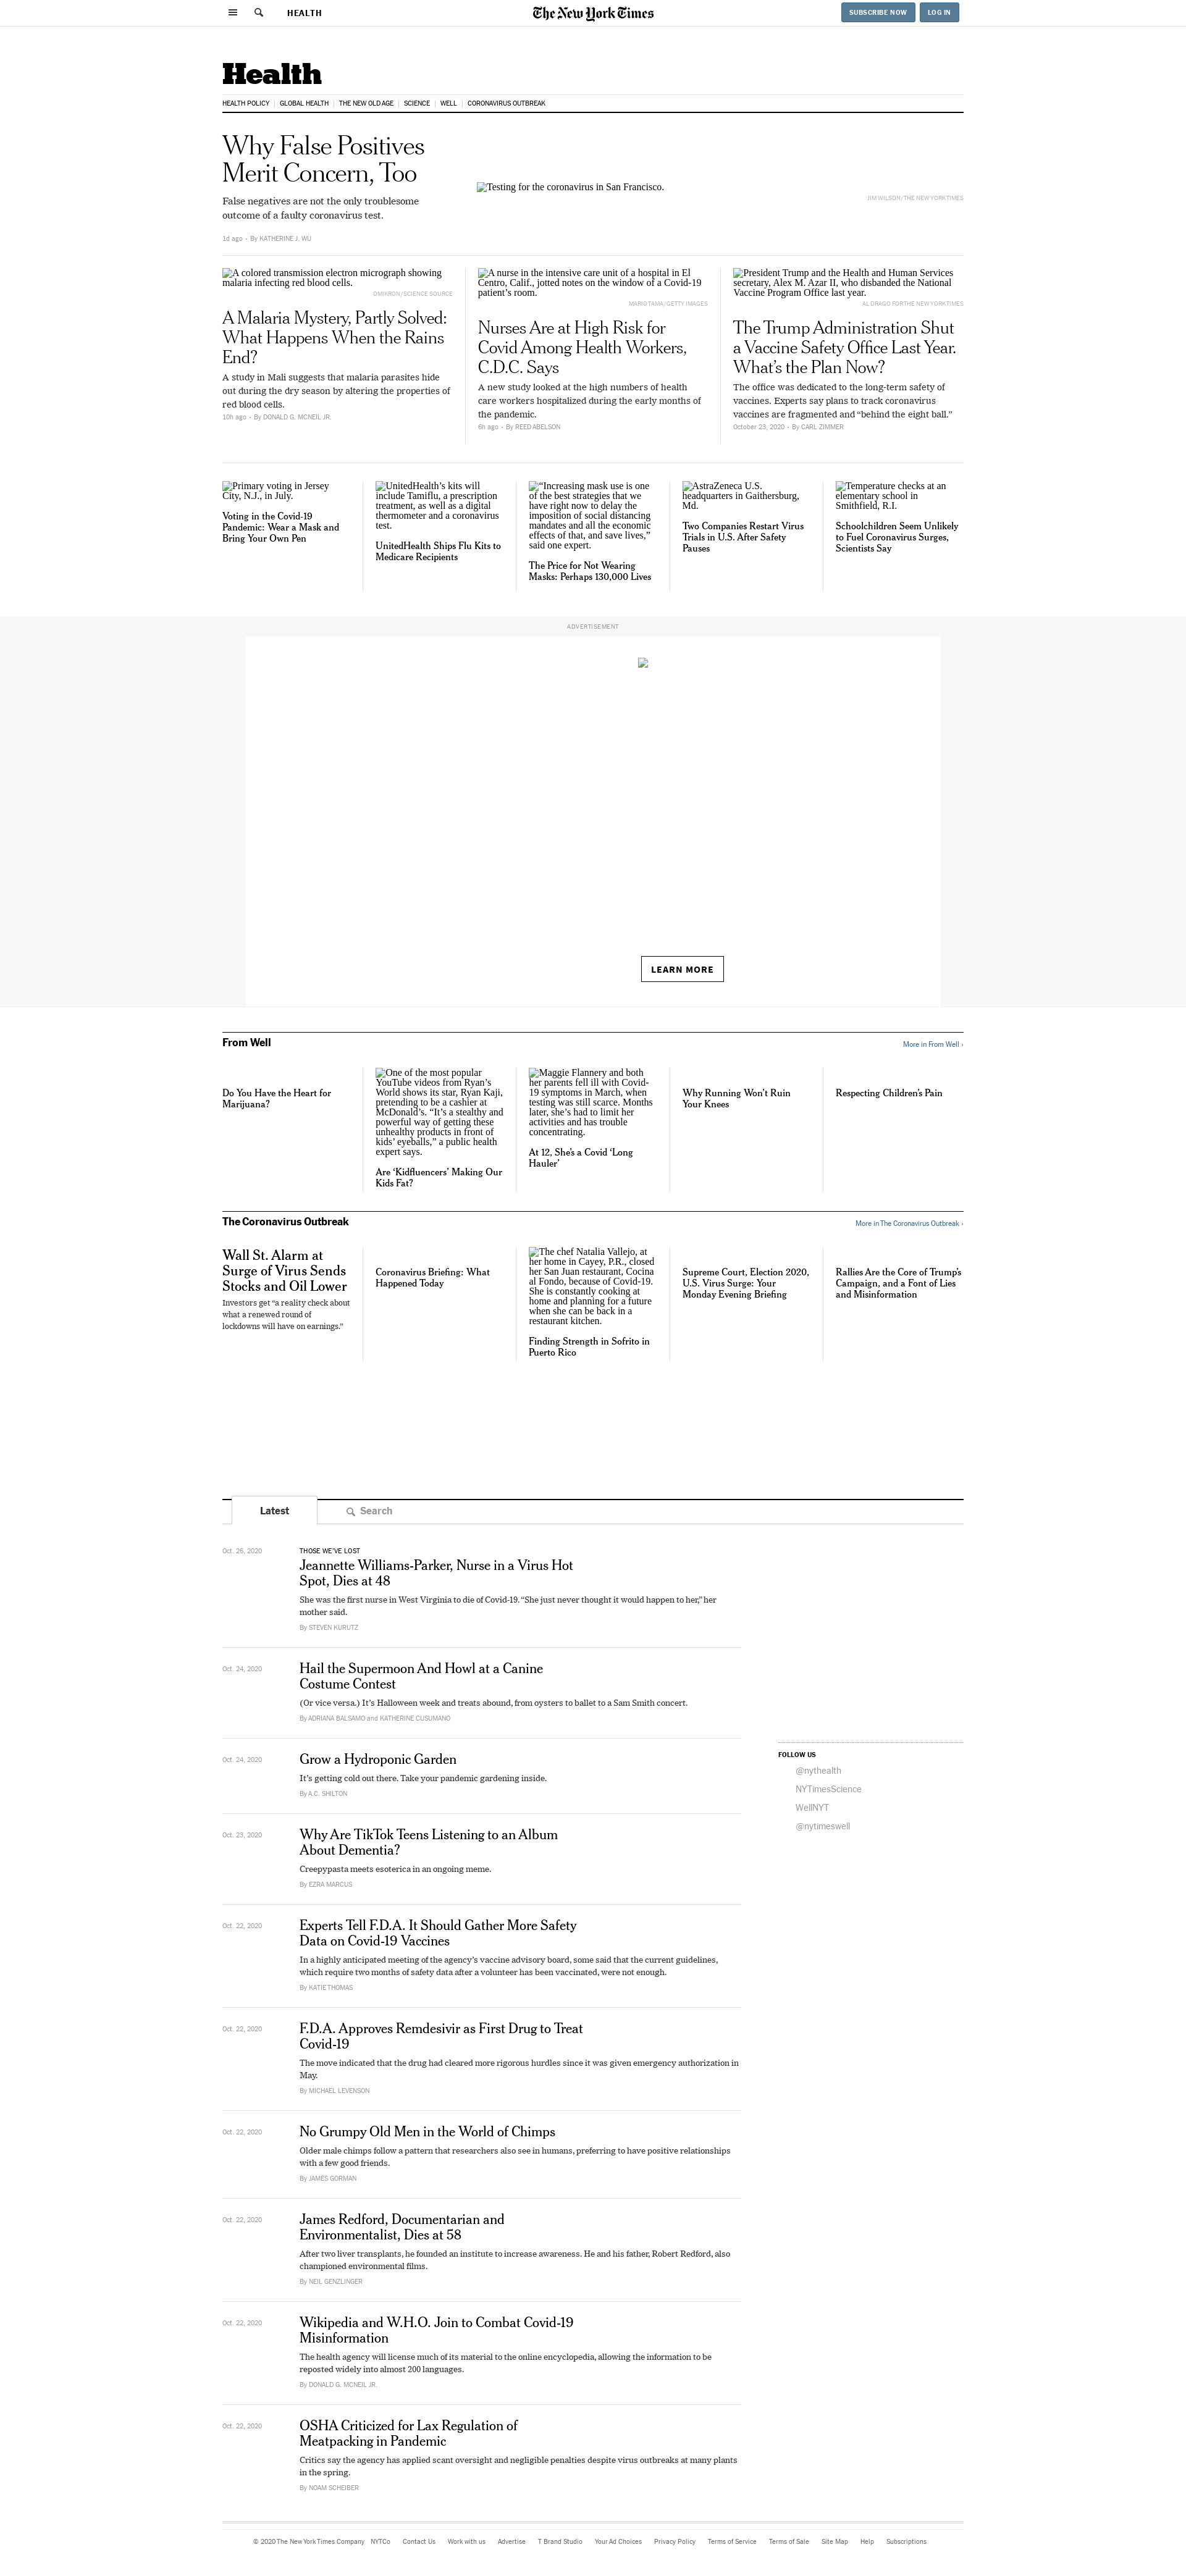 HEALTH
The New York Times
SUBSCRIBE NOW
LOG IN
Health
HEALTH POLICY
GLOBAL HEALTH
THE NEW OLD AGE
SCIENCE
WELL
CORONAVIRUS OUTBREAK
Why False Positives
Merit Concern, Too
False negatives are not the only troublesome
outcome of a faulty coronavirus test.
1d ago • By KATHERINE J. WU
Testing for the coronavirus in San Francisco.
JIM WILSON/THE NEW YORK TIMES
A colored transmission electron micrograph showing
malaria infecting red blood cells.
OMIKRON/SCIENCE SOURCE
A Malaria Mystery, Partly Solved:
What Happens When the Rains
End?
A study in Mali suggests that malaria parasites hide
out during the dry season by altering the properties of
red blood cells.
10h ago • By DONALD G. MCNEIL JR.
A nurse in the intensive care unit of a hospital in El
Centro, Calif., jotted notes on the window of a Covid-19
patient's room.
MARIO TAMA/GETTY IMAGES
Nurses Are at High Risk for
Covid Among Health Workers,
C.D.C. Says
A new study looked at the high numbers of health
care workers hospitalized during the early months of
the pandemic.
6h ago • By REED ABELSON
President Trump and the Health and Human Services
secretary, Alex M. Azar II, who disbanded the National
Vaccine Program Office last year.
AL DRAGO FOR THE NEW YORK TIMES
The Trump Administration Shut
a Vaccine Safety Office Last Year.
What's the Plan Now?
The office was dedicated to the long-term safety of
vaccines. Experts say plans to track coronavirus
vaccines are fragmented and “behind the eight ball.”
October 23, 2020 • By CARL ZIMMER
Primary voting in Jersey
City, N.J., in July.
Voting in the Covid-19
Pandemic: Wear a Mask and
Bring Your Own Pen
UnitedHealth's kits will
include Tamiflu, a prescription
treatment, as well as a digital
thermometer and a coronavirus
test.
UnitedHealth Ships Flu Kits to
Medicare Recipients
“Increasing mask use is one
of the best strategies that we
have right now to delay the
imposition of social distancing
mandates and all the economic
effects of that, and save lives,”
said one expert.
The Price for Not Wearing
Masks: Perhaps 130,000 Lives
AstraZeneca U.S.
headquarters in Gaithersburg,
Md.
Two Companies Restart Virus
Trials in U.S. After Safety
Pauses
Temperature checks at an
elementary school in
Smithfield, R.I.
Schoolchildren Seem Unlikely
to Fuel Coronavirus Surges,
Scientists Say
ADVERTISEMENT
LEARN MORE
From Well
More in From Well ›
Do You Have the Heart for
Marijuana?
One of the most popular
YouTube videos from Ryan's
World shows its star, Ryan Kaji,
pretending to be a cashier at
McDonald's. “It's a stealthy and
powerful way of getting these
unhealthy products in front of
kids' eyeballs,” a public health
expert says.
Are ‘Kidfluencers’ Making Our
Kids Fat?
Maggie Flannery and both
her parents fell ill with Covid-
19 symptoms in March, when
testing was still scarce. Months
later, she's had to limit her
activities and has trouble
concentrating.
At 12, She's a Covid ‘Long
Hauler’
Why Running Won't Ruin
Your Knees
Respecting Children's Pain
The Coronavirus Outbreak
More in The Coronavirus Outbreak ›
Wall St. Alarm at
Surge of Virus Sends
Stocks and Oil Lower
Investors get “a reality check about
what a renewed round of
lockdowns will have on earnings.”
Coronavirus Briefing: What
Happened Today
The chef Natalia Vallejo, at
her home in Cayey, P.R., closed
her San Juan restaurant, Cocina
al Fondo, because of Covid-19.
She is constantly cooking at
home and planning for a future
when she can be back in a
restaurant kitchen.
Finding Strength in Sofrito in
Puerto Rico
Supreme Court, Election 2020,
U.S. Virus Surge: Your
Monday Evening Briefing
Rallies Are the Core of Trump's
Campaign, and a Font of Lies
and Misinformation
Latest
Search
Oct. 26, 2020
THOSE WE'VE LOST
Jeannette Williams-Parker, Nurse in a Virus Hot
Spot, Dies at 48
She was the first nurse in West Virginia to die of Covid-19. “She just never thought it would happen to her,” her
mother said.
By STEVEN KURUTZ
Oct. 24, 2020
Hail the Supermoon And Howl at a Canine
Costume Contest
(Or vice versa.) It's Halloween week and treats abound, from oysters to ballet to a Sam Smith concert.
By ADRIANA BALSAMO and KATHERINE CUSUMANO
Oct. 24, 2020
Grow a Hydroponic Garden
It's getting cold out there. Take your pandemic gardening inside.
By A.C. SHILTON
FOLLOW US
@nythealth
NYTimesScience
WellNYT
@nytimeswell
Oct. 23, 2020
Why Are TikTok Teens Listening to an Album
About Dementia?
Creepypasta meets esoterica in an ongoing meme.
By EZRA MARCUS
Oct. 22, 2020
Experts Tell F.D.A. It Should Gather More Safety
Data on Covid-19 Vaccines
In a highly anticipated meeting of the agency's vaccine advisory board, some said that the current guidelines,
which require two months of safety data after a volunteer has been vaccinated, were not enough.
By KATIE THOMAS
Oct. 22, 2020
F.D.A. Approves Remdesivir as First Drug to Treat
Covid-19
The move indicated that the drug had cleared more rigorous hurdles since it was given emergency authorization in
May.
By MICHAEL LEVENSON
Oct. 22, 2020
No Grumpy Old Men in the World of Chimps
Older male chimps follow a pattern that researchers also see in humans, preferring to have positive relationships
with a few good friends.
By JAMES GORMAN
Oct. 22, 2020
James Redford, Documentarian and
Environmentalist, Dies at 58
After two liver transplants, he founded an institute to increase awareness. He and his father, Robert Redford, also
championed environmental films.
By NEIL GENZLINGER
Oct. 22, 2020
Wikipedia and W.H.O. Join to Combat Covid-19
Misinformation
The health agency will license much of its material to the online encyclopedia, allowing the information to be
reposted widely into almost 200 languages.
By DONALD G. MCNEIL JR.
Oct. 22, 2020
OSHA Criticized for Lax Regulation of
Meatpacking in Pandemic
Critics say the agency has applied scant oversight and negligible penalties despite virus outbreaks at many plants
in the spring.
By NOAM SCHEIBER
© 2020 The New York Times Company NYTCo Contact Us Work with us Advertise T Brand Studio Your Ad Choices Privacy Policy Terms of Service Terms of Sale Site Map Help Subscriptions